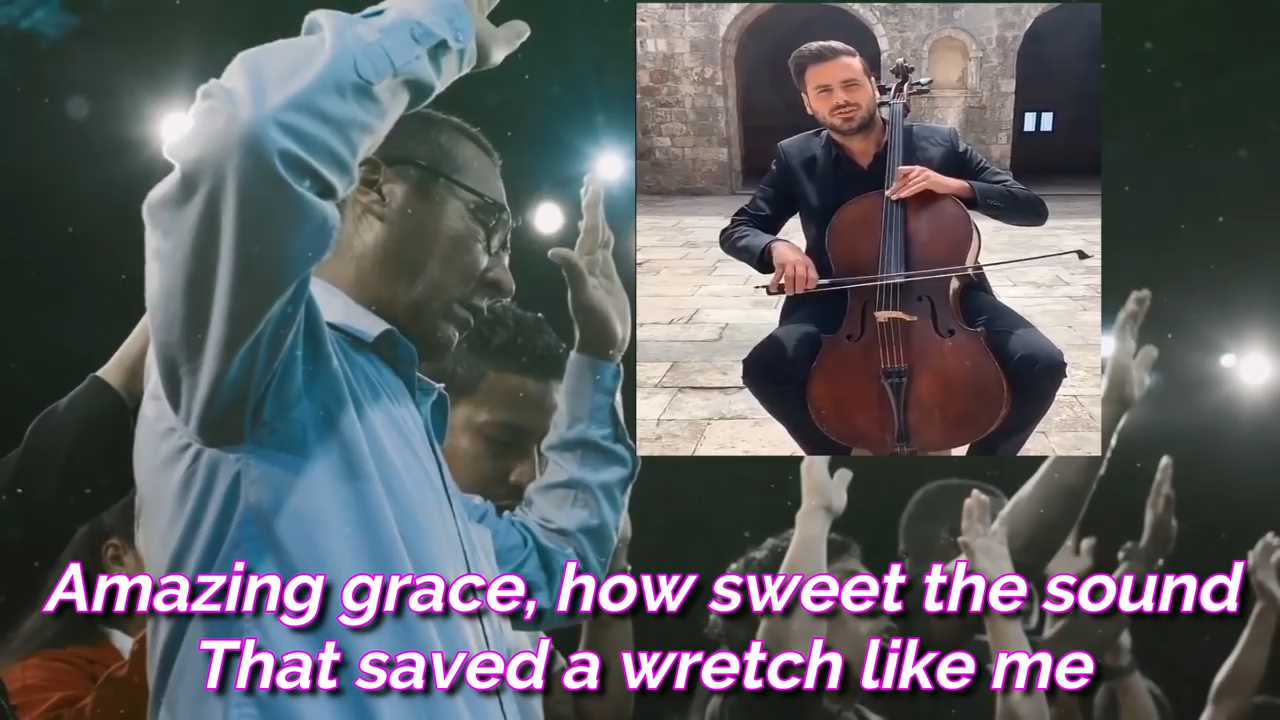 Amazing grace, how sweet the sound
That saved a wretch like me